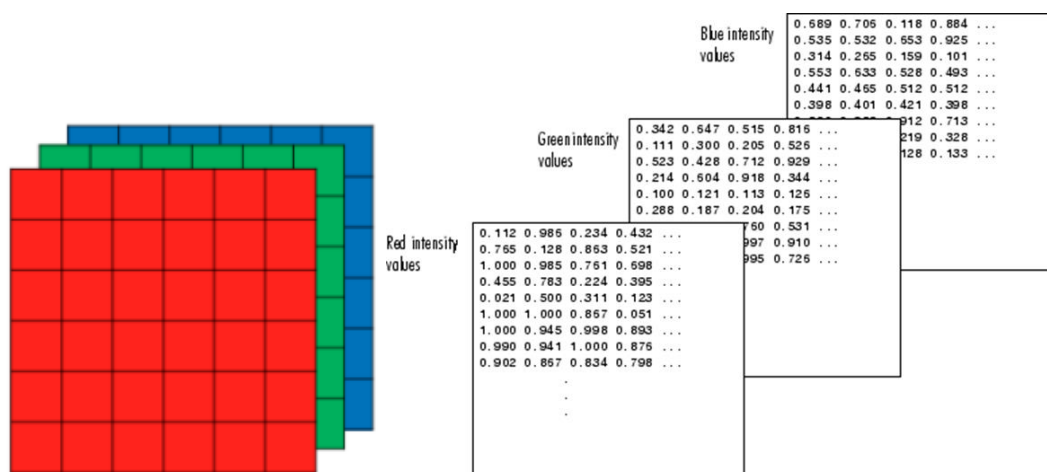 Blue intensity
values
0.689 0.706 0.118 0.884 ...
0.535 0.532 0.653 0.925 ...
0.314 0.265 0.159 0.101 ...
0.553 0.633 0.528 0.493 ...
0.441 0.465 0.512 0.512 ...
0.398 0.401 0.421 0.398 ...
912 0.713 ...
219 0.328 ...
128 0.133 ...
Green intensity
values
0.342 0.647 0.515 0.816 ...
0.111 0.300 0.205 0.526 ...
0.523 0.428 0.712 0.929 ...
0.214 0.604 0.918 0.344 ...
0.100 0.121 0.113 0.126 ...
0.288 0.187 0.204 0.175 ...
760 0.531 ...
997 0.910 ...
995 0.726 ...
Red intensity
values
0.112 0.986 0.234 0.432 ...
0.765 0.128 0.863 0.521 ...
1.000 0.985 0.761 0.698 ...
0.455 0.783 0.224 0.395 ...
0.021 0.500 0.311 0.123 ...
1.000 1.000 0.867 0.051 ...
1.000 0.945 0.998 0.893 ...
0.990 0.941 1.000 0.876 ...
0.902 0.867 0.834 0.798 ...
.
.
.